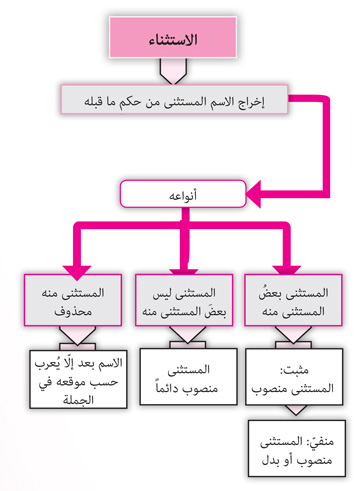 الاستثناء
إخراج الاسم المستثنى من حكم ما قبله
أنواعه
المستثنى بعضُ
المستثنى منه
المستثنى ليس
بعضَ المستثنى منه
المستثنى منه
محذوف
مثبت:
المستثنى منصوب
المستثنى
منصوب دائماً
الاسم بعد إلّا يُعرب
حسب موقعه في
الجملة
منفيّ: المستثنى
منصوب أو بدل